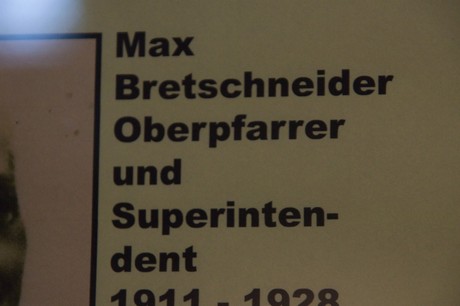 Max
Bretschneider
Oberpfarrer
und
Superinten-
dent
1911 - 1928